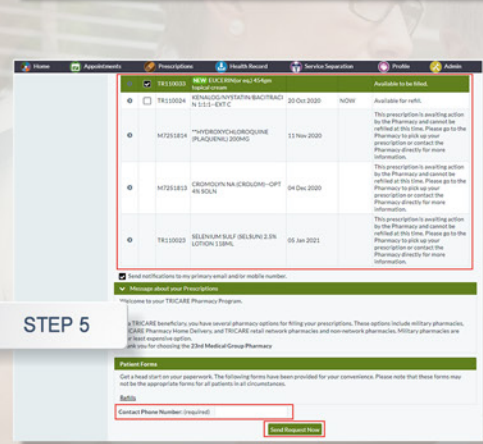 Home Appointments Prescriptions Health Record Service Separation Profile Admin
TR110033 NEW EUCERIN(or eq.) 454gm Available to be filled.
topical cream
TR110024 KENALOG/NYSTATIN/BACITRACI 20 Oct 2020 NOW Available for refill.
N 1:1:1--EXT C
This prescription is awaiting action
by the Pharmacy and cannot be
refilled at this time. Please go to the
M7251814 **HYDROXYCHLOROQUINE 11 Nov 2020 Pharmacy to pick up your
(PLAQUENIL) 200MG prescription or contact the
Pharmacy directly for more
information.
This prescription is awaiting action
by the Pharmacy and cannot be
refilled at this time. Please go to the
M7251813 CROMOLYN NA (CROLOM)--OPT 04 Dec 2020 Pharmacy to pick up your
4% SOLN prescription or contact the
Pharmacy directly for more
information.
This prescription is awaiting action
by the Pharmacy and cannot be
refilled at this time. Please go to the
TR110023 SELENIUM SULF (SELSUN) 2.5% 05 Jan 2021 Pharmacy to pick up your
LOTION 118ML prescription or contact the
Pharmacy directly for more
information.
Send notifications to my primary email and/or mobile number.
Message about your Prescriptions
Welcome to your TRICARE Pharmacy Program.
STEP 5
a TRICARE beneficiary, you have several pharmacy options for filling your prescriptions. These options include military pharmacies,
TRICARE Pharmacy Home Delivery, and TRICARE retail network pharmacies and non-network pharmacies. Military pharmacies are
least expensive option.
you for choosing the 23rd Medical Group Pharmacy
Patient Forms
Get a head start on your paperwork. The following forms have been provided for your convenience. Please note that these forms may
not be the appropriate forms for all patients in all circumstances.
Refills
Contact Phone Number: (required)
Send Request Now